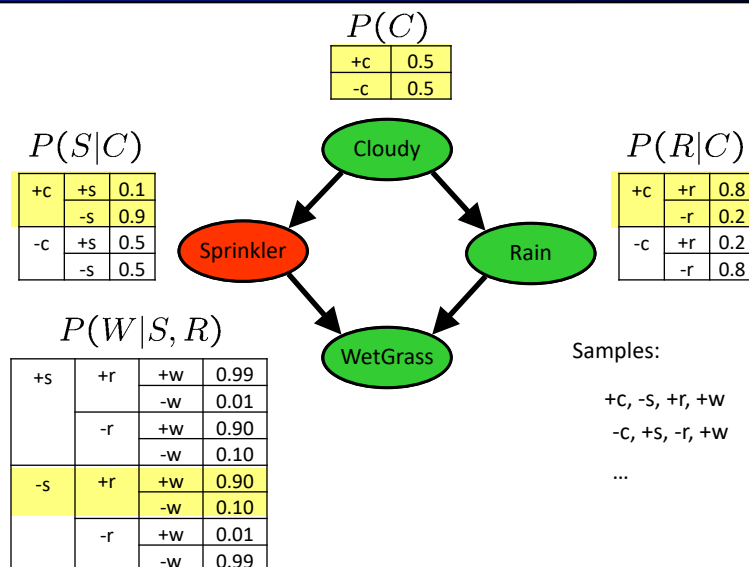 P(C)
+c 0.5
-c 0.5
P(S|C)
+c +s 0.1
-s 0.9
-c +s 0.5
-s 0.5
Cloudy
P(R|C)
+c +r 0.8
-r 0.2
-c +r 0.2
-r 0.8
Sprinkler
Rain
P(W|S, R)
+s +r +w 0.99
-w 0.01
-r +w 0.90
-w 0.10
-s +r +w 0.90
-w 0.10
-r +w 0.01
-w 0.99
WetGrass
Samples:
+c, -s, +r, +w
-c, +s, -r, +w
...